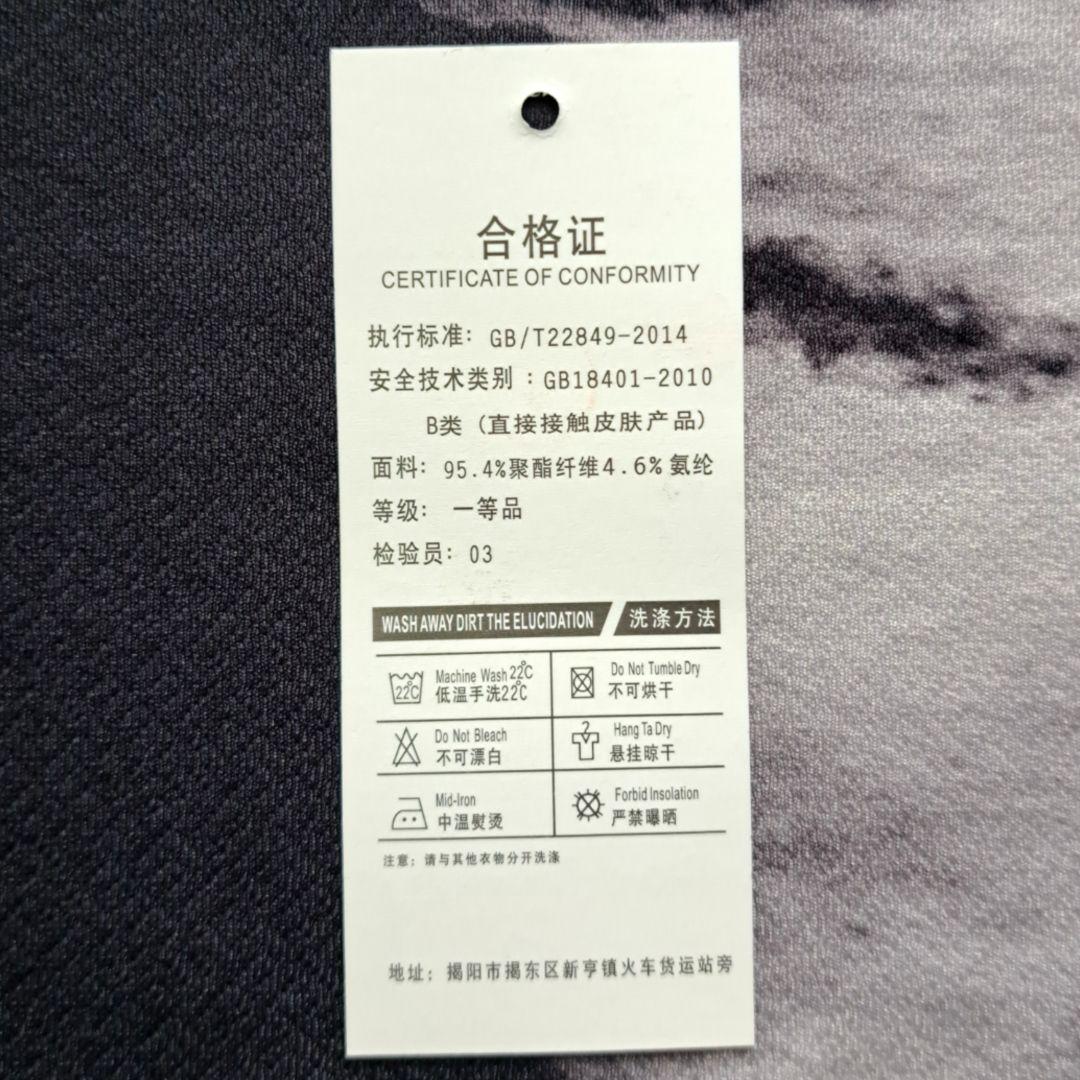 合格证
CERTIFICATE OF CONFORMITY
执行标准: GB/T22849-2014
安全技术类别 : GB18401-2010
B类 (直接接触皮肤产品)
面料: 95.4%聚酯纤维4.6%氨纶
等级: 一等品
检验员: 03
WASH AWAY DIRT THE ELUCIDATION / 洗涤方法
22℃ Machine Wash 22℃
低温手洗22℃
Do Not Tumble Dry
不可烘干
Do Not Bleach
不可漂白
Hang Ta Dry
悬挂晾干
Mid-Iron
中温熨烫
Forbid Insolation
严禁曝晒
注意: 请与其他衣物分开洗涤
地址: 揭阳市揭东区新亨镇火车货运站旁